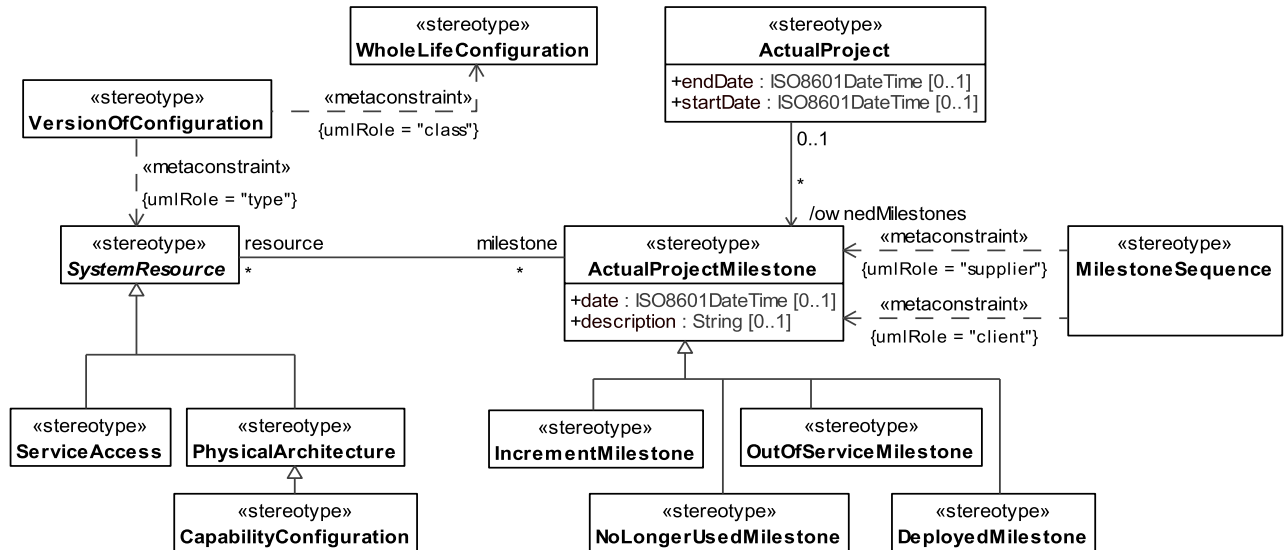 «stereotype»
WholeLifeConfiguration
«stereotype»
ActualProject
+endDate : ISO8601DateTime [0..1]
+startDate : ISO8601DateTime [0..1]
«stereotype»
VersionOfConfiguration
«metaconstraint»
{umlRole = "class"}
«metaconstraint»
{umlRole = "type"}
0..1
*
/ownedMilestones
«stereotype»
SystemResource
resource
*
milestone
*
«stereotype»
ActualProjectMilestone
+date : ISO8601DateTime [0..1]
+description : String [0..1]
«metaconstraint»
{umlRole = "supplier"}
«metaconstraint»
{umlRole = "client"}
«stereotype»
MilestoneSequence
«stereotype»
ServiceAccess
«stereotype»
PhysicalArchitecture
«stereotype»
IncrementMilestone
«stereotype»
OutOfServiceMilestone
«stereotype»
CapabilityConfiguration
«stereotype»
NoLongerUsedMilestone
«stereotype»
DeployedMilestone